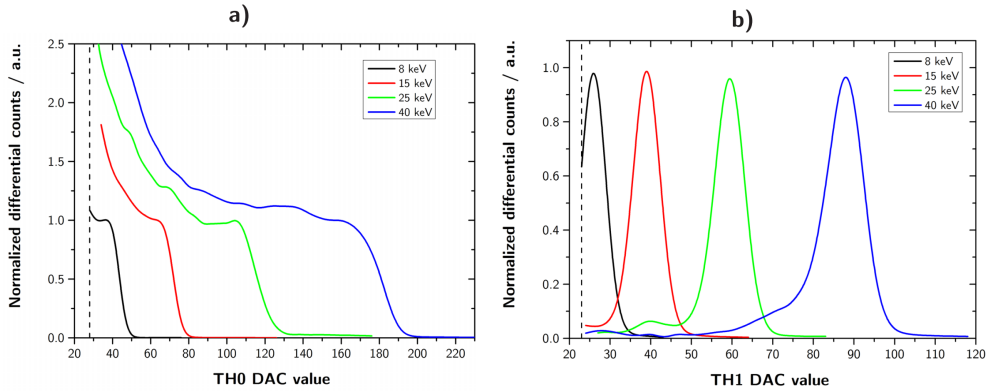 a)
Normalized differential counts / a.u.
2.5
2.0
1.5
1.0
0.5
0.0
8 keV
15 keV
25 keV
40 keV
20 40 60 80 100 120 140 160 180 200 220
TH0 DAC value
b)
Normalized differential counts / a.u.
1.0
0.8
0.6
0.4
0.2
0.0
8 keV
15 keV
25 keV
40 keV
20 30 40 50 60 70 80 90 100 110 120
TH1 DAC value